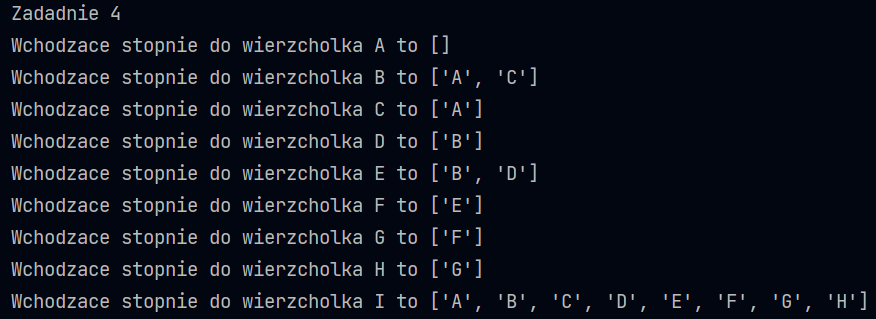 Zadadnie 4
Wchodzace stopnie do wierzcholka A to []
Wchodzace stopnie do wierzcholka B to ['A', 'C']
Wchodzace stopnie do wierzcholka C to ['A']
Wchodzace stopnie do wierzcholka D to ['B']
Wchodzace stopnie do wierzcholka E to ['B', 'D']
Wchodzace stopnie do wierzcholka F to ['E']
Wchodzace stopnie do wierzcholka G to ['F']
Wchodzace stopnie do wierzcholka H to ['G']
Wchodzace stopnie do wierzcholka I to ['A', 'B', 'C', 'D', 'E', 'F', 'G', 'H']